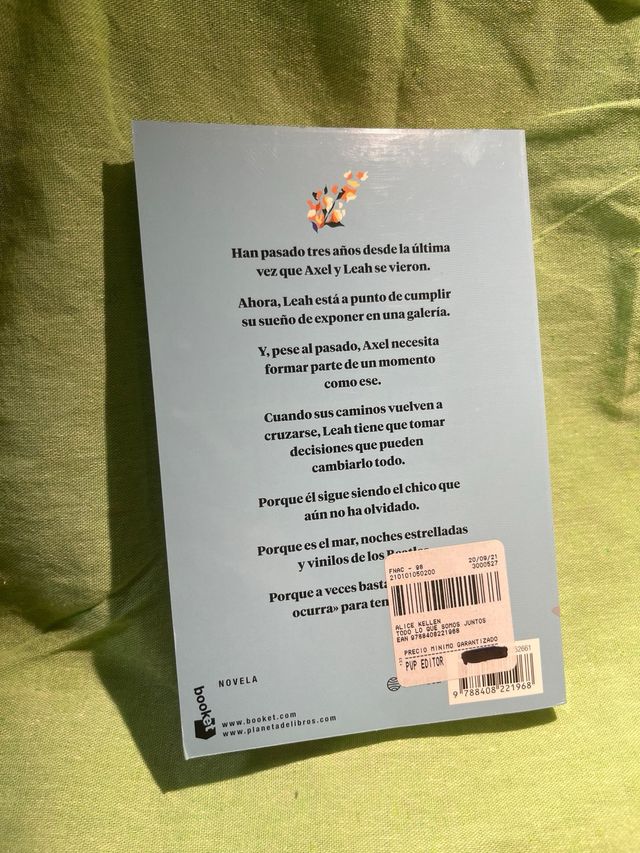 Han pasado tres años desde la última
vez que Axel y Leah se vieron.
Ahora, Leah está a punto de cumplir
su sueño de exponer en una galería.
Y, pese al pasado, Axel necesita
formar parte de un momento
como ese.
Cuando sus caminos vuelven a
cruzarse, Leah tiene que tomar
decisiones que pueden
cambiarlo todo.
Porque él sigue siendo el chico que
aún no ha olvidado.
Porque es el mar, noches estrelladas
y vinilos de los
Porque a veces
ocurra» para
FNAC - 98 20/09/21
210101050200 3000527
ALICE KELLEN
TODO LO QUE SOMOS JUNTOS
EAN 9788408221968
PRECIO MINIMO GARANTIZADO
PVP EDITOR
9 788408 221968
NOVELA
booket
www.booket.com
www.planetadelibros.com